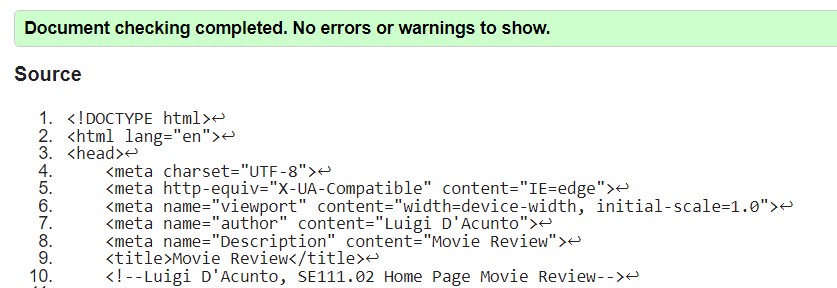 Document checking completed. No errors or warnings to show.
Source
1. <!DOCTYPE html>↩
2. <html lang="en">↩
3. <head>↩
4. <meta charset="UTF-8">↩
5. <meta http-equiv="X-UA-Compatible" content="IE=edge">↩
6. <meta name="viewport" content="width=device-width, initial-scale=1.0">↩
7. <meta name="author" content="Luigi D'Acunto">↩
8. <meta name="Description" content="Movie Review">↩
9. <title>Movie Review</title>↩
10. <!--Luigi D'Acunto, SE111.02 Home Page Movie Review-->↩